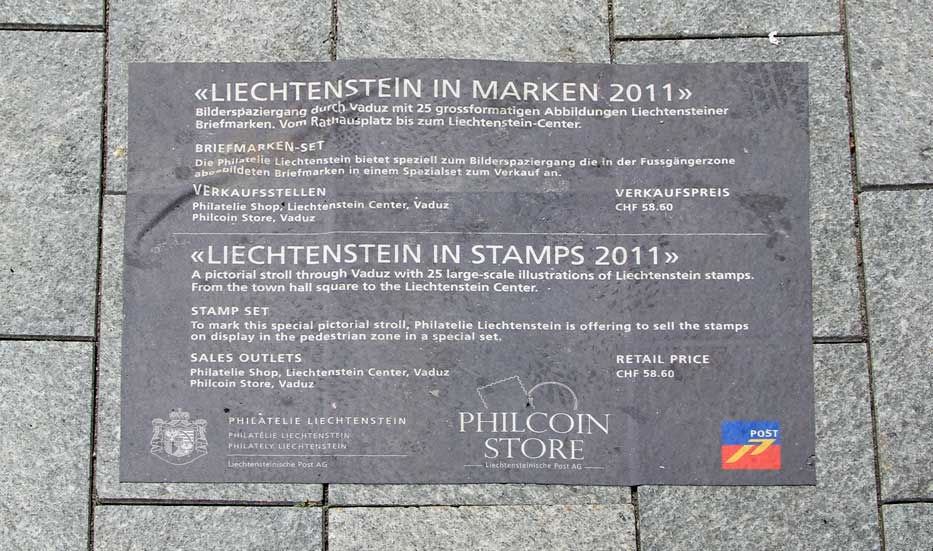 «LIECHTENSTEIN IN MARKEN 2011»
Bilderspaziergang durch Vaduz mit 25 grossformatigen Abbildungen Liechtensteiner
Briefmarken. Vom Rathausplatz bis zum Liechtenstein-Center.
BRIEFMARKEN-SET
Die Philatelie Liechtenstein bietet speziell zum Bilderspaziergang die in der Fussgängerzone
abgebildeten Briefmarken in einem Spezialset zum Verkauf an.
VERKAUFSSTELLEN
Philatelie Shop, Liechtenstein Center, Vaduz
Philcoin Store, Vaduz
VERKAUFSPREIS
CHF 58.60
«LIECHTENSTEIN IN STAMPS 2011»
A pictorial stroll through Vaduz with 25 large-scale illustrations of Liechtenstein stamps.
From the town hall square to the Liechtenstein Center.
STAMP SET
To mark this special pictorial stroll, Philatelie Liechtenstein is offering to sell the stamps
on display in the pedestrian zone in a special set.
SALES OUTLETS
Philatelie Shop, Liechtenstein Center, Vaduz
Philcoin Store, Vaduz
RETAIL PRICE
CHF 58.60
PHILATELIE LIECHTENSTEIN
PHILATÉLIE LIECHTENSTEIN
PHILATELY LIECHTENSTEIN
Liechtensteinische Post AG
PHILCOIN
STORE
Liechtensteinische Post AG
POST